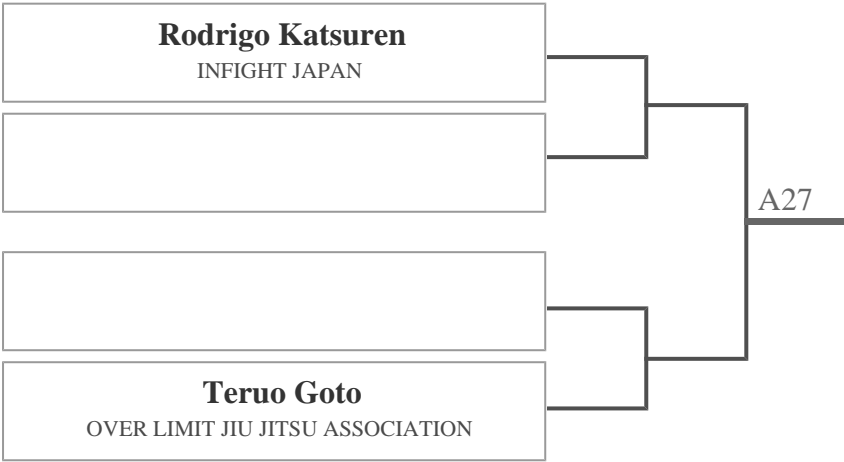 Rodrigo Katsuren
INFIGHT JAPAN
A27
Teruo Goto
OVER LIMIT JIU JITSU ASSOCIATION